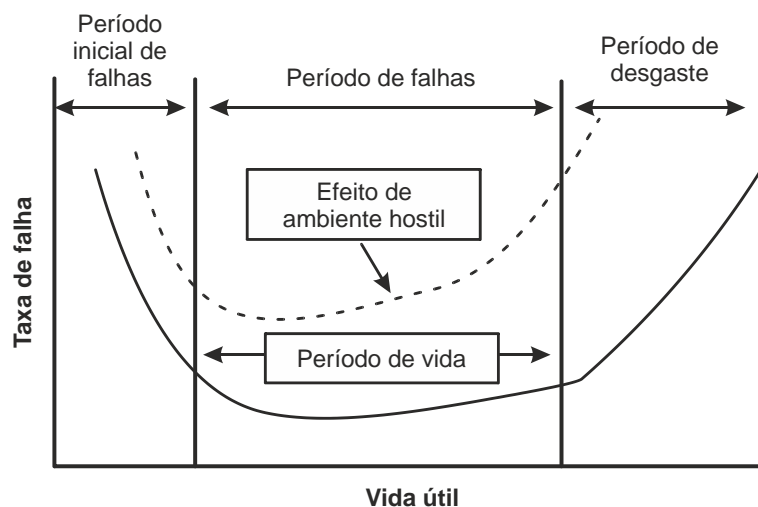 Período
inicial de
falhas
Período de falhas
Período de
desgaste
Efeito de
ambiente hostil
Período de vida
Taxa de falha
Vida útil